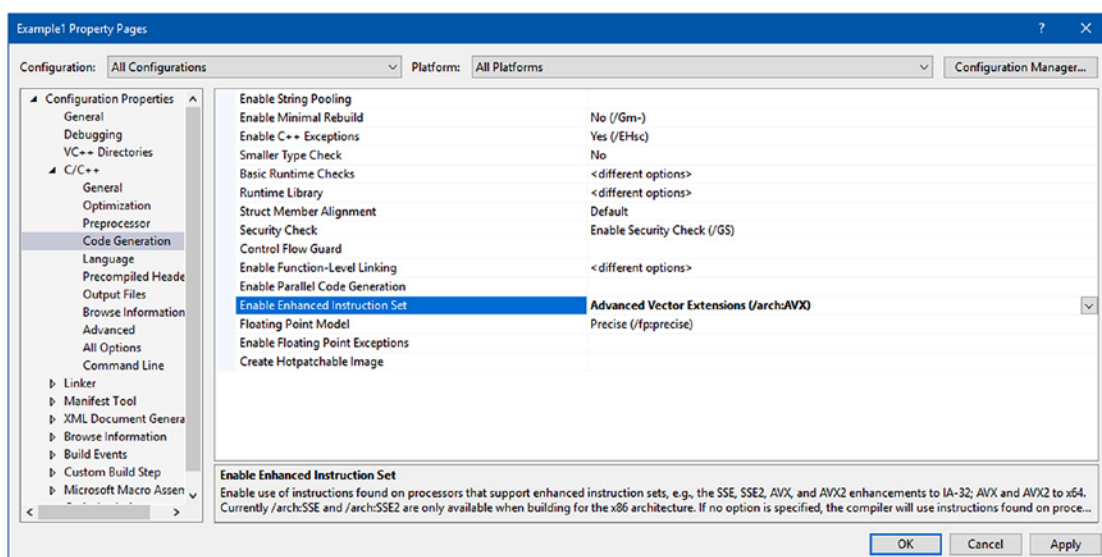 Example1 Property Pages ? ×
Configuration: All Configurations Platform: All Platforms Configuration Manager...
Configuration Properties
General
Debugging
VC++ Directories
C/C++
General
Optimization
Preprocessor
Code Generation
Language
Precompiled Heade
Output Files
Browse Information
Advanced
All Options
Command Line
Linker
Manifest Tool
XML Document Genera
Browse Information
Build Events
Custom Build Step
Microsoft Macro Assen
Enable String Pooling
Enable Minimal Rebuild No (/Gm-)
Enable C++ Exceptions Yes (/EHsc)
Smaller Type Check No
Basic Runtime Checks <different options>
Runtime Library <different options>
Struct Member Alignment Default
Security Check Enable Security Check (/GS)
Control Flow Guard
Enable Function-Level Linking <different options>
Enable Parallel Code Generation
Enable Enhanced Instruction Set Advanced Vector Extensions (/arch:AVX)
Floating Point Model Precise (/fp:precise)
Enable Floating Point Exceptions
Create Hotpatchable Image
Enable Enhanced Instruction Set
Enable use of instructions found on processors that support enhanced instruction sets, e.g., the SSE, SSE2, AVX, and AVX2 enhancements to IA-32; AVX and AVX2 to x64.
Currently /arch:SSE and /arch:SSE2 are only available when building for the x86 architecture. If no option is specified, the compiler will use instructions found on proce...
OK Cancel Apply